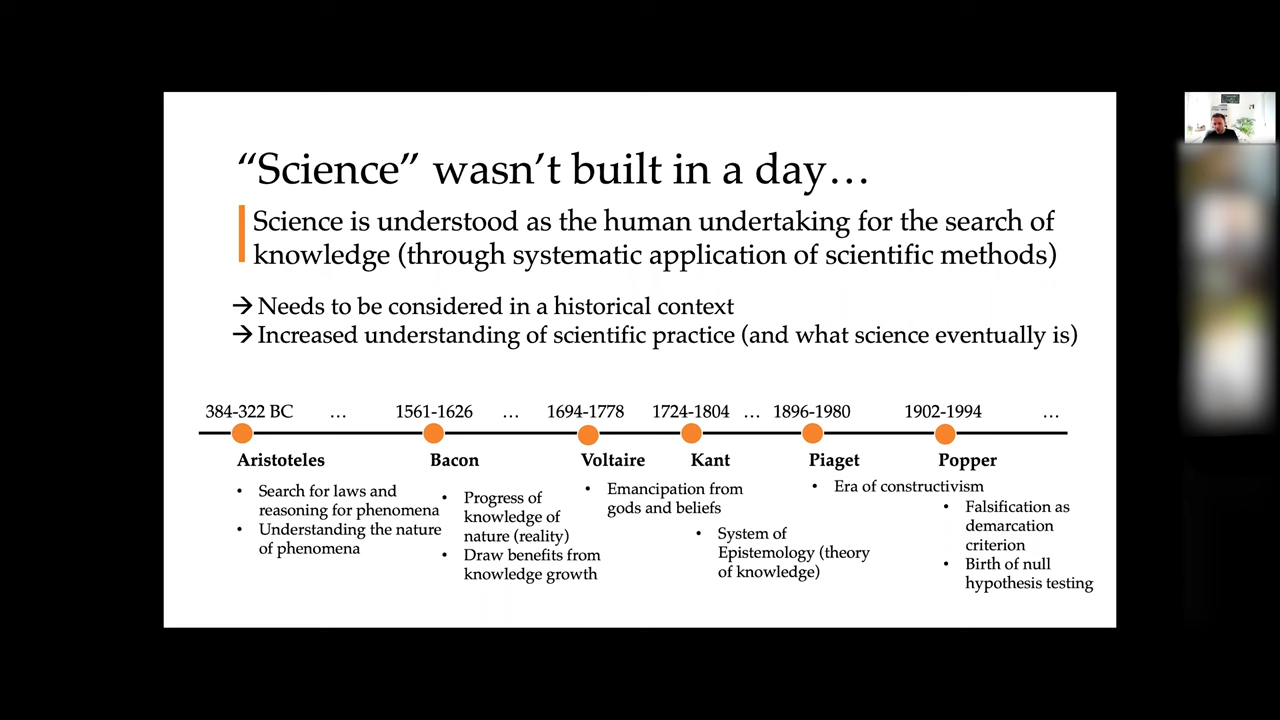 “Science” wasn’t built in a day…
Science is understood as the human undertaking for the search of
knowledge (through systematic application of scientific methods)
→ Needs to be considered in a historical context
→ Increased understanding of scientific practice (and what science eventually is)
384-322 BC … 1561-1626 … 1694-1778 1724-1804 … 1896-1980 1902-1994 …
Aristoteles Bacon Voltaire Kant Piaget Popper
• Search for laws and
reasoning for phenomena
• Understanding the nature
of phenomena
• Progress of
knowledge of
nature (reality)
• Draw benefits from
knowledge growth
• Emancipation from
gods and beliefs
• System of
Epistemology (theory
of knowledge)
• Era of constructivism
• Falsification as
demarcation
criterion
• Birth of null
hypothesis testing